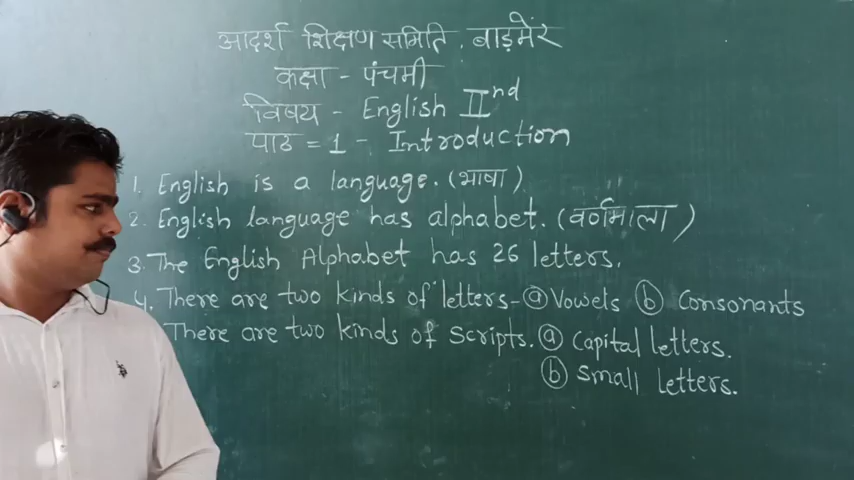 आदर्श शिक्षण समिति, बाड़मेर
कक्षा - पंचमी
विषय - English IInd
पाठ = 1 - Introduction
1. English is a language. (भाषा)
2. English language has alphabet. (वर्णमाला)
3. The English Alphabet has 26 letters.
4. There are two kinds of letters - ⓐ Vowels ⓑ Consonants
There are two kinds of scripts. ⓐ Capital letters.
ⓑ small letters.